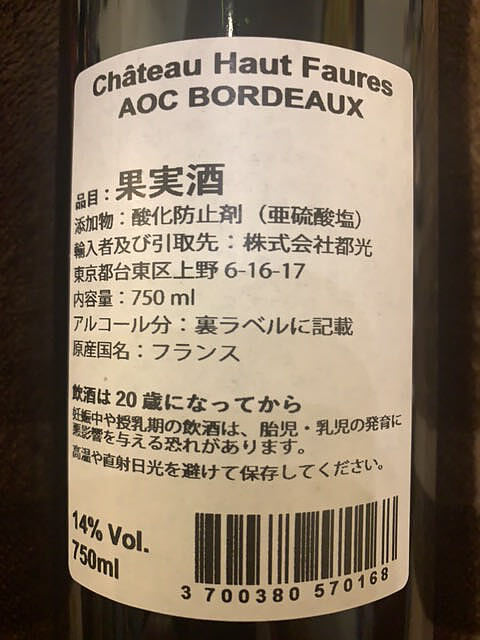 Château Haut Faures
AOC BORDEAUX
品目：果実酒
添加物：酸化防止剤（亜硫酸塩）
輸入者及び引取先：株式会社都光
東京都台東区上野 6-16-17
内容量：750 ml
アルコール分：裏ラベルに記載
原産国名：フランス
飲酒は 20 歳になってから
妊娠中や授乳期の飲酒は、胎児・乳児の発育に
悪影響を与える恐れがあります。
高温や直射日光を避けて保存してください。
14% Vol.
750ml
3 700380 570168